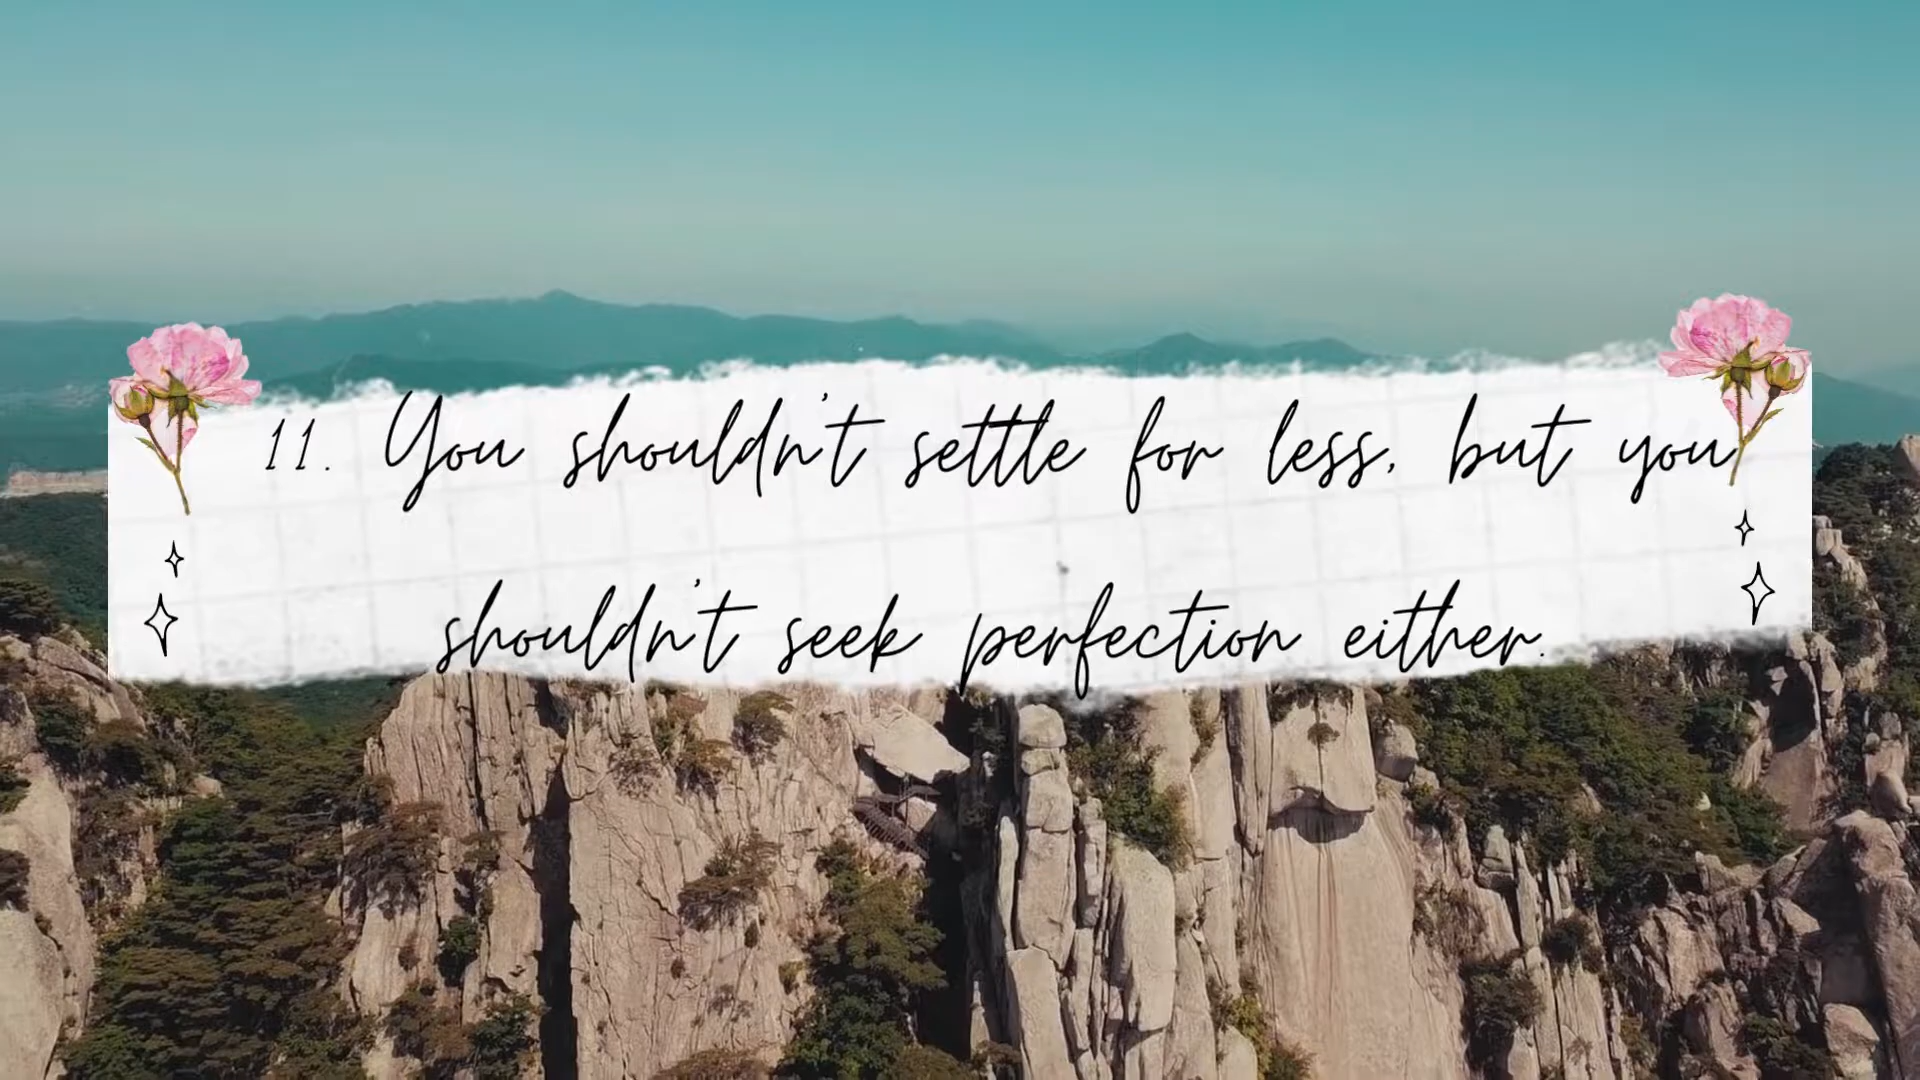 11. You shouldn't settle for less, but you
shouldn't seek perfection either.